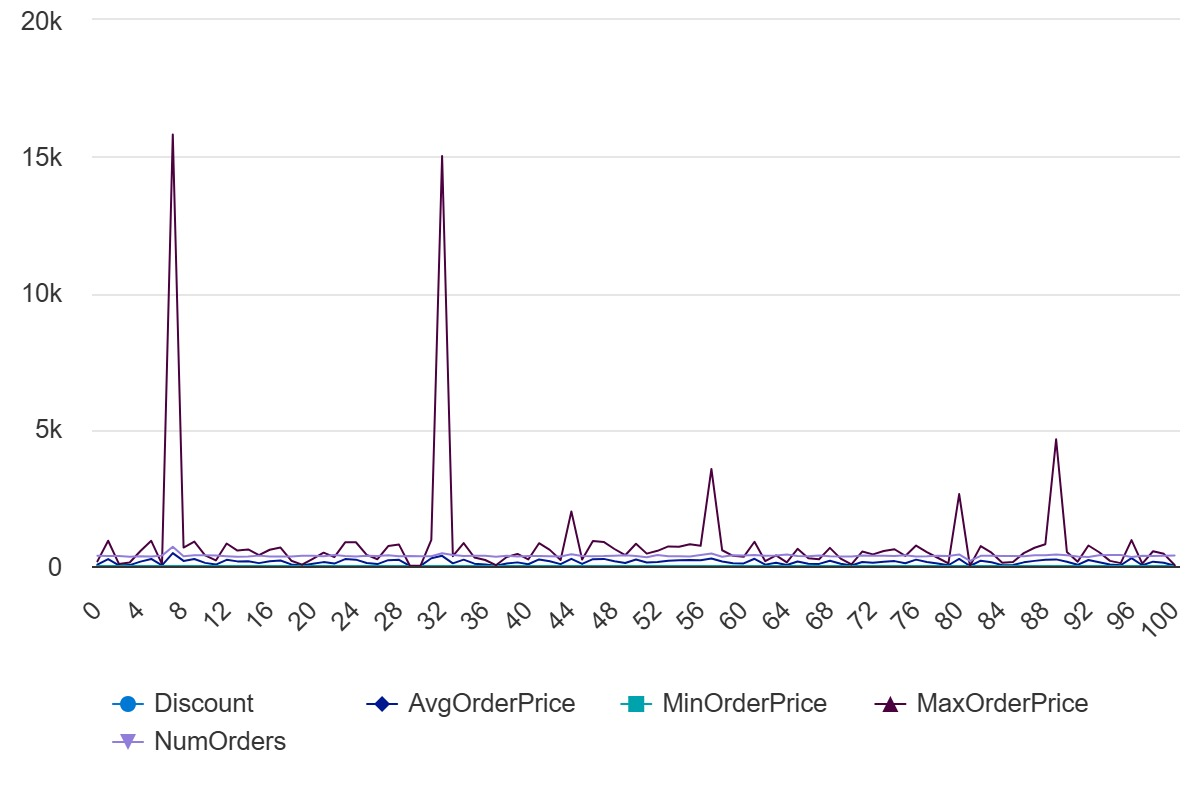 20k
15k
10k
5k
0
0 4 8 12 16 20 24 28 32 36 40 44 48 52 56 60 64 68 72 76 80 84 88 92 96 100
Discount AvgOrderPrice MinOrderPrice MaxOrderPrice
NumOrders